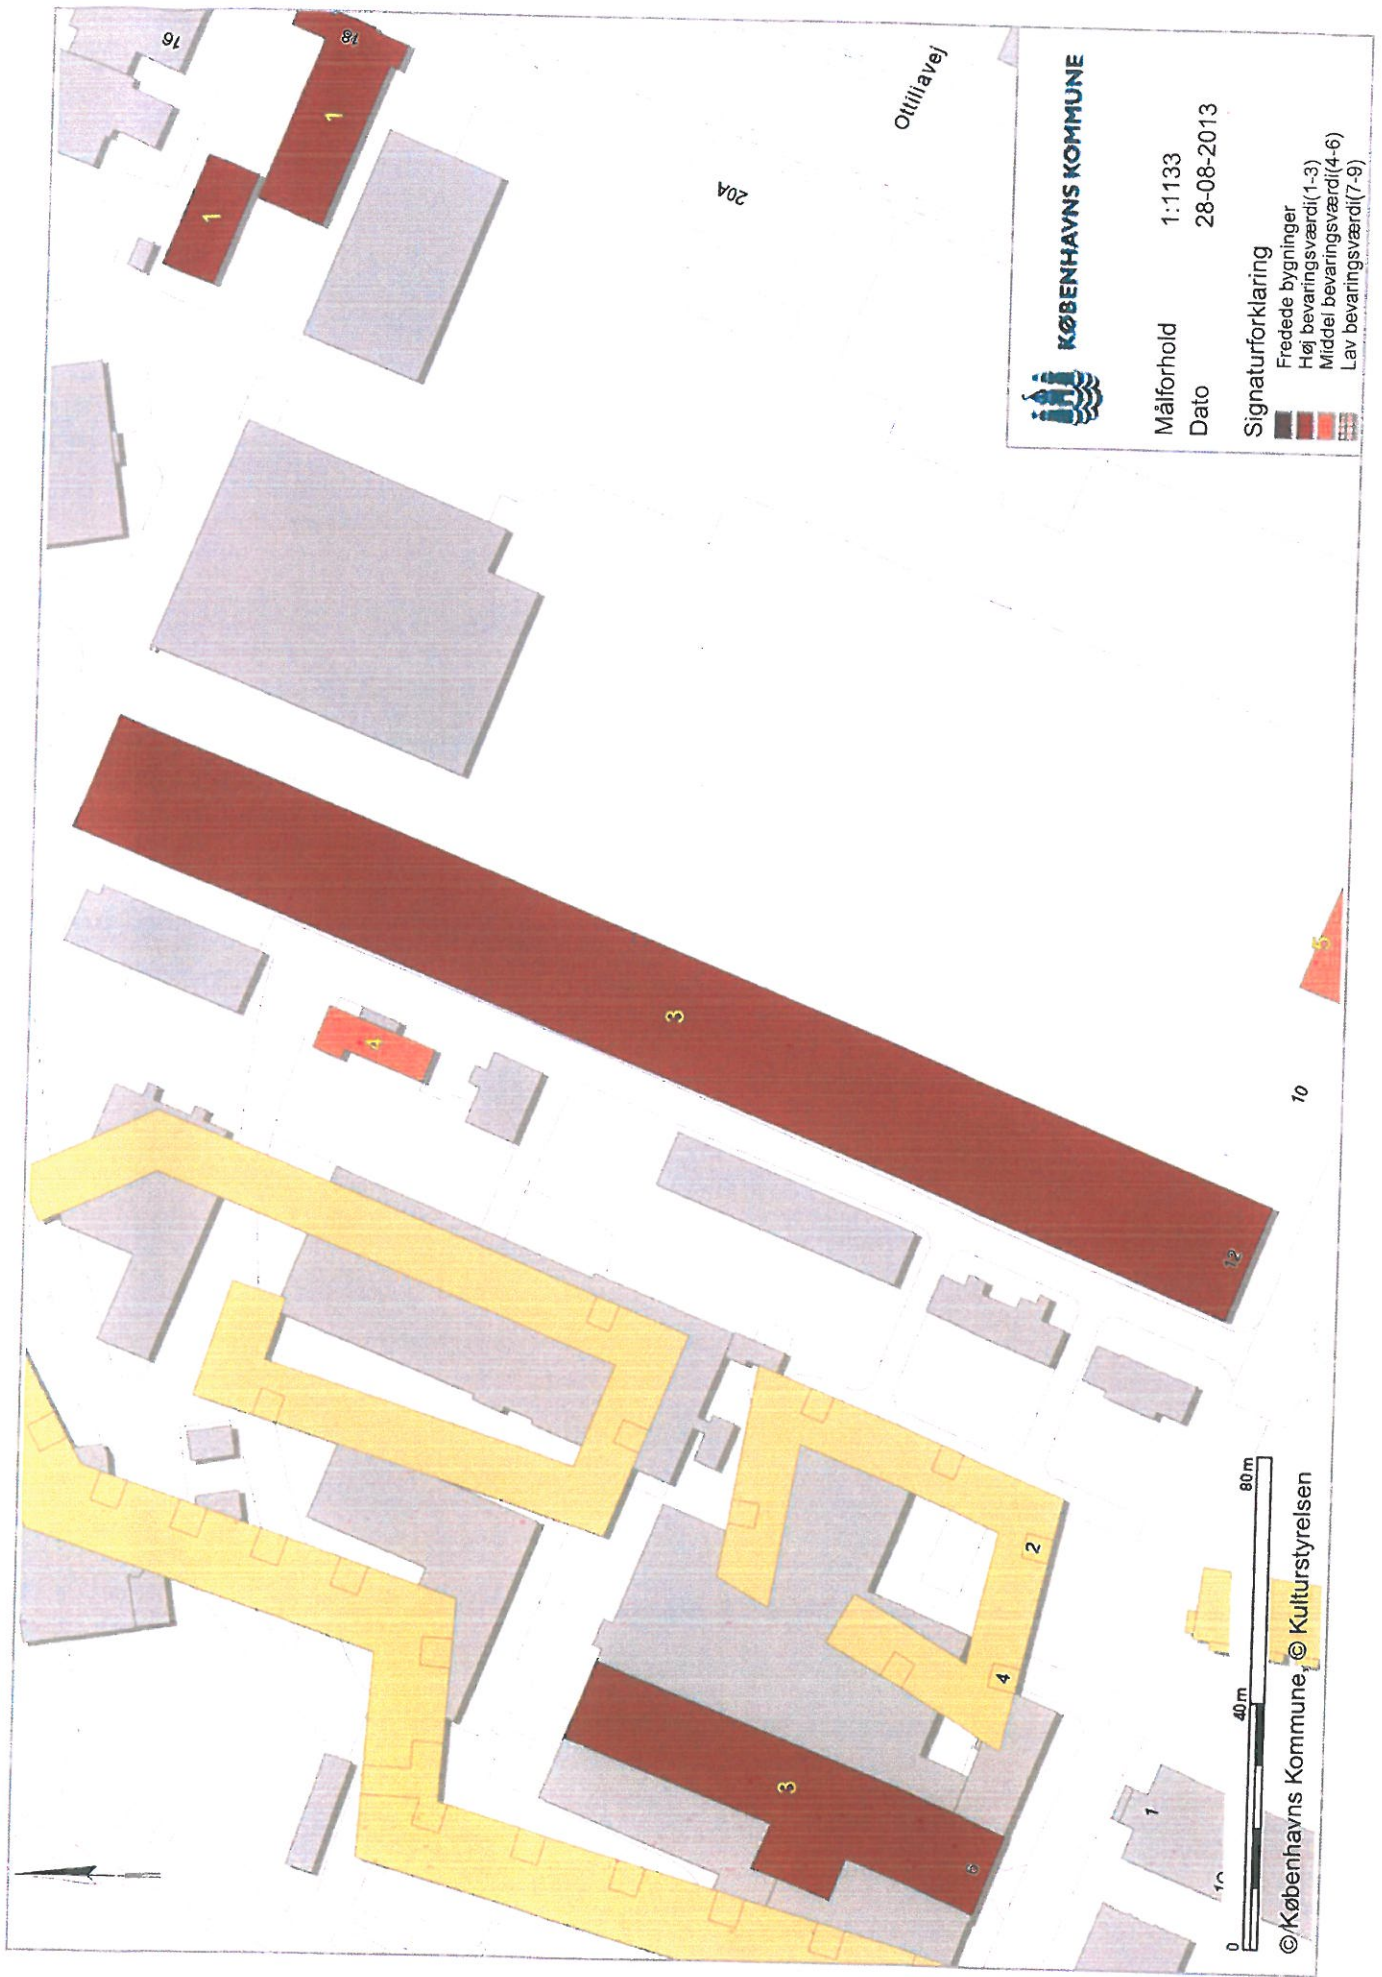 16
18
1
1
Ottiliavej
20A
3
4
5
10
12
2
4
3
6
1
10
KØBENHAVNS KOMMUNE
Målforhold 1:1133
Dato 28-08-2013
Signaturforklaring
Fredede bygninger
Høj bevaringsværdi(1-3)
Middel bevaringsværdi(4-6)
Lav bevaringsværdi(7-9)
0 40m 80m
© Københavns Kommune, © Kulturstyrelsen